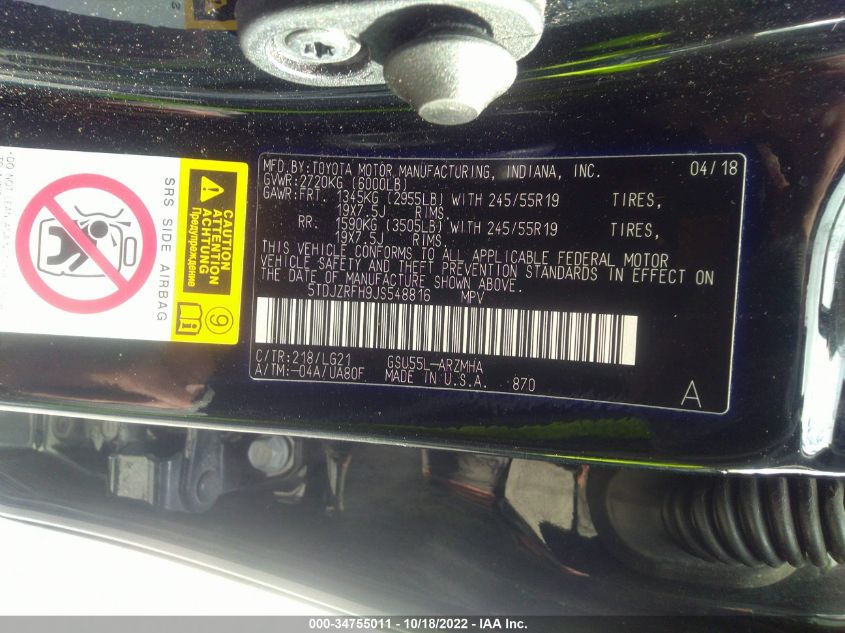 SRS SIDE AIRBAG
CAUTION
ATTENTION
ACHTUNG
Предупреждение
9
MFD.BY:TOYOTA MOTOR MANUFACTURING, INDIANA, INC. 04/18
GVWR:2720KG (6000LB)
GAWR:FRT. 1345KG (2955LB) WITH 245/55R19 TIRES,
19X7.5J RIMS,
RR. 1590KG (3505LB) WITH 245/55R19 TIRES,
19X7.5J RIMS.
THIS VEHICLE CONFORMS TO ALL APPLICABLE FEDERAL MOTOR
VEHICLE SAFETY AND THEFT PREVENTION STANDARDS IN EFFECT ON
THE DATE OF MANUFACTURE SHOWN ABOVE.
5TDJZRFH9JS548816 MPV
C/TR:218/LG21 GSU55L-ARZMHA
A/TM:-04A/UA80F MADE IN U.S.A. 870
A
000-34755011 - 10/18/2022 - IAA Inc.